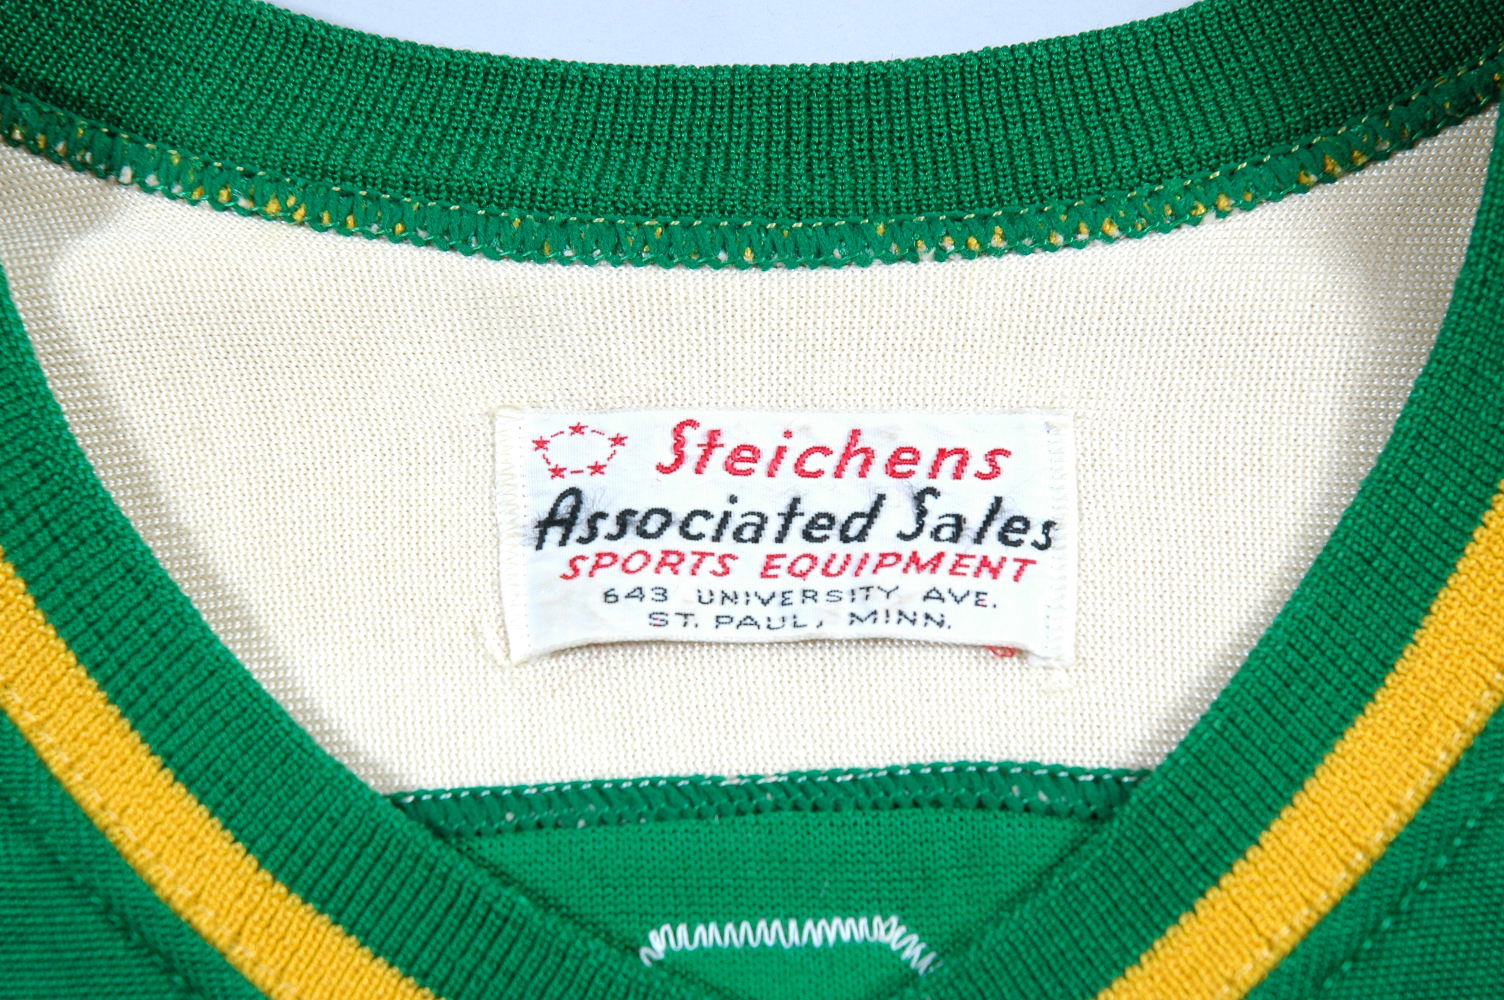 Steichens
Associated Sales
SPORTS EQUIPMENT
643 UNIVERSITY AVE.
ST. PAUL, MINN.